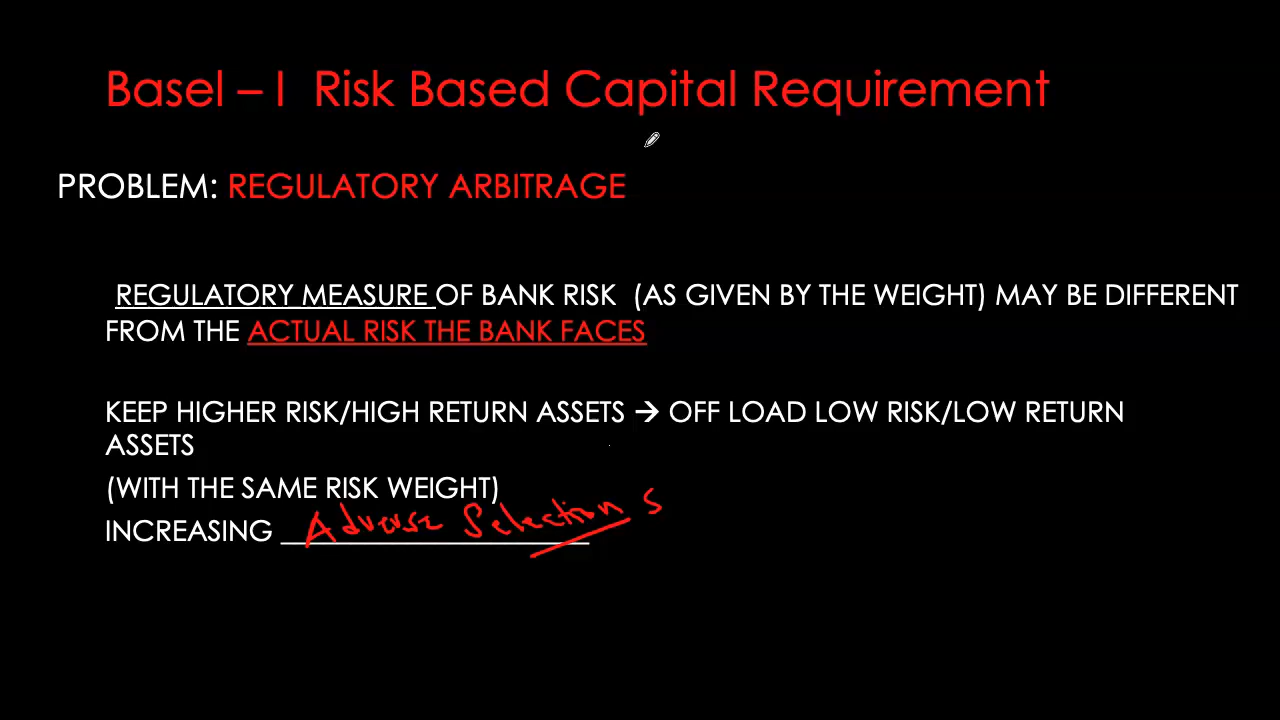 Basel – I Risk Based Capital Requirement
PROBLEM: REGULATORY ARBITRAGE
REGULATORY MEASURE OF BANK RISK (AS GIVEN BY THE WEIGHT) MAY BE DIFFERENT
FROM THE ACTUAL RISK THE BANK FACES
KEEP HIGHER RISK/HIGH RETURN ASSETS → OFF LOAD LOW RISK/LOW RETURN
ASSETS
(WITH THE SAME RISK WEIGHT)
INCREASING Adverse Selection S